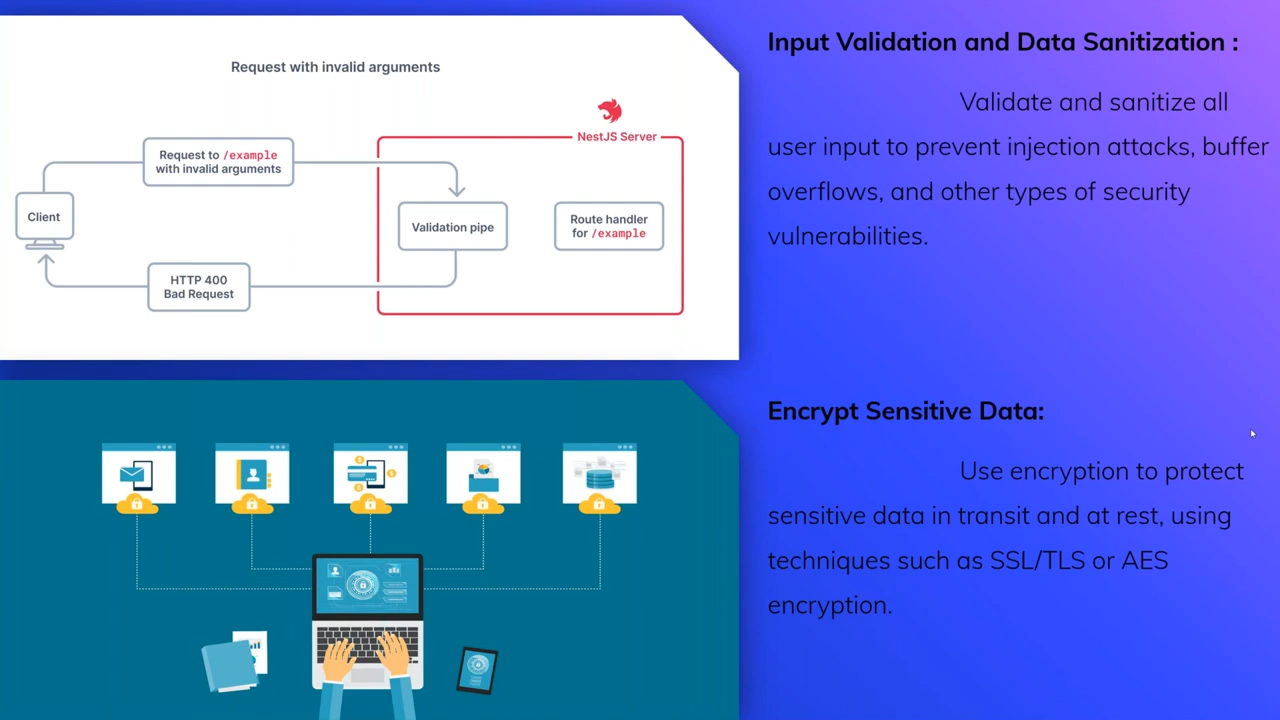 Request with invalid arguments
NestJS Server
Request to /example
with invalid arguments
Client
Validation pipe
Route handler
for /example
HTTP 400
Bad Request
Input Validation and Data Sanitization :
Validate and sanitize all
user input to prevent injection attacks, buffer
overflows, and other types of security
vulnerabilities.
Encrypt Sensitive Data:
Use encryption to protect
sensitive data in transit and at rest, using
techniques such as SSL/TLS or AES
encryption.